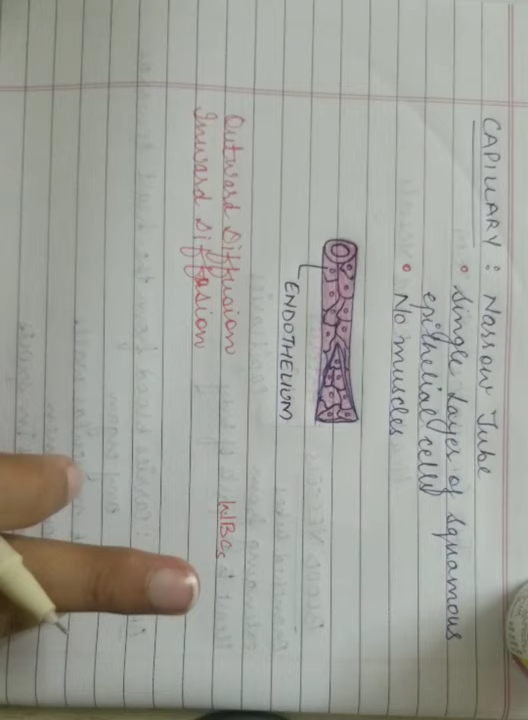 CAPILLARY : Narrow Tube
• Single layer of squamous
epithelial cells
• No muscles
ENDOTHELIUM
Outward Diffusion WBCs
Inward Diffusion